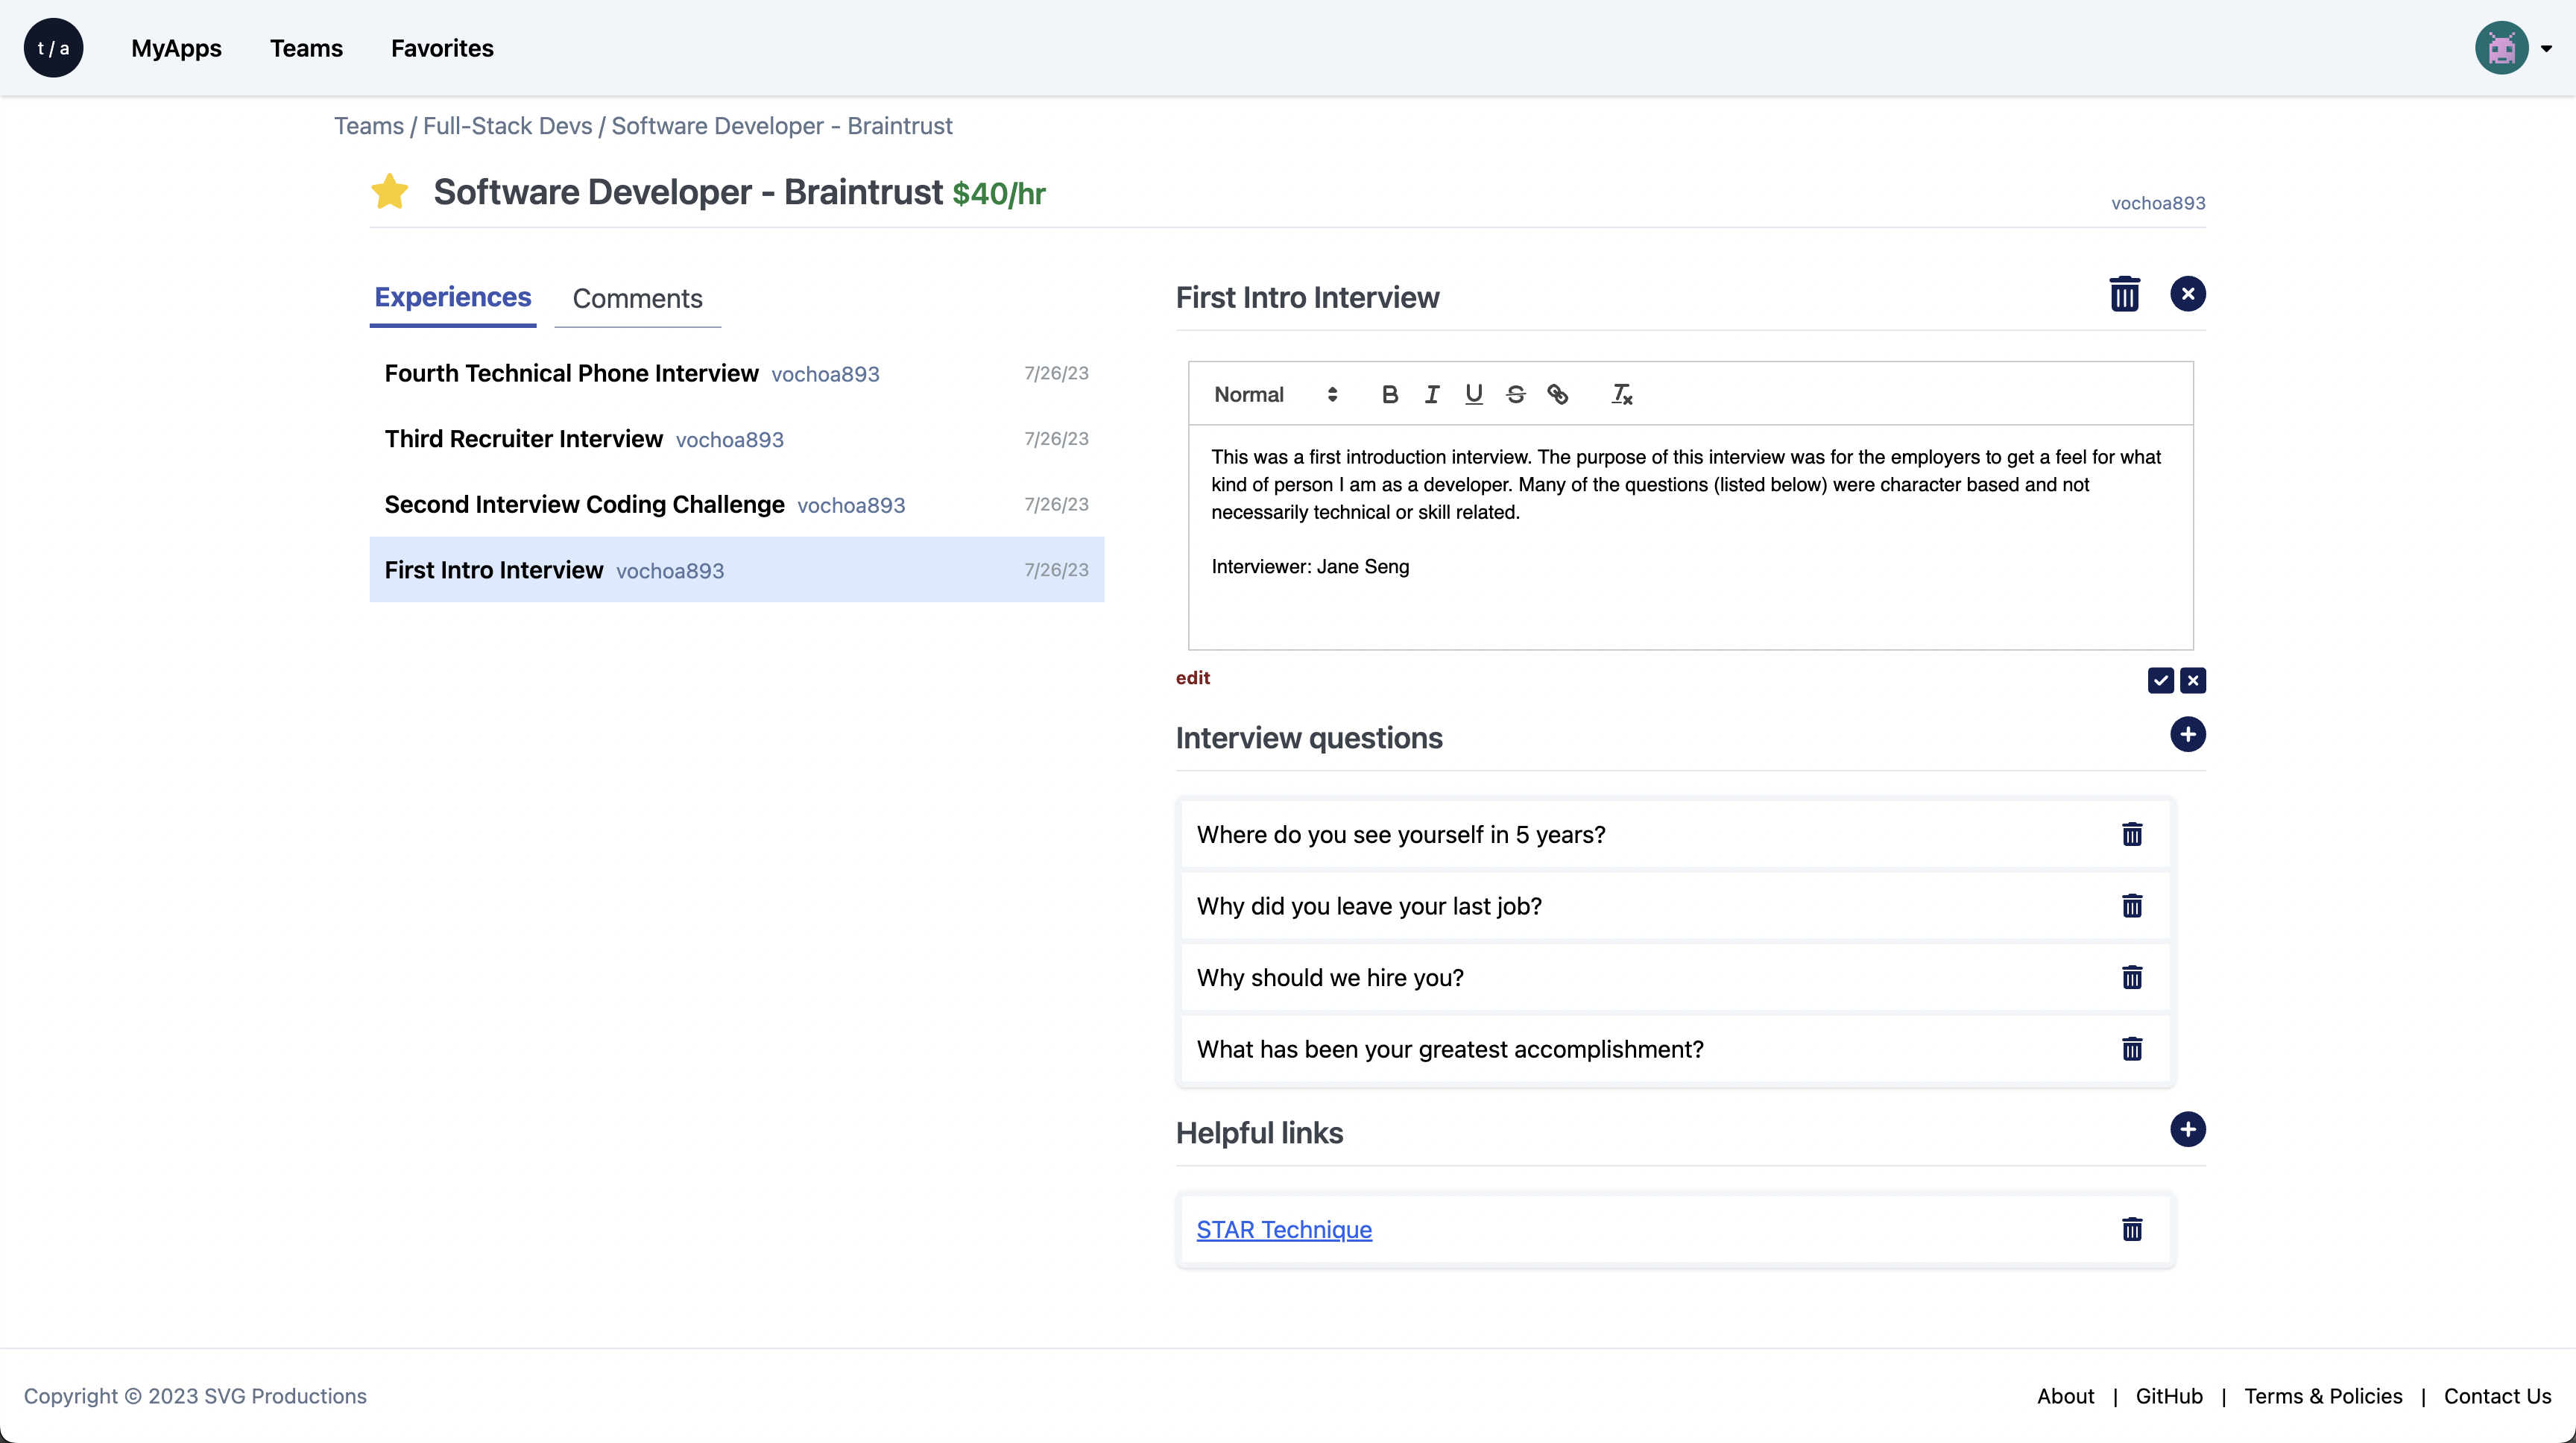 t / a
MyApps
Teams
Favorites
Teams / Full-Stack Devs / Software Developer - Braintrust
Software Developer - Braintrust $40/hr
vochoa893
Experiences
Comments
Fourth Technical Phone Interview vochoa893 7/26/23
Third Recruiter Interview vochoa893 7/26/23
Second Interview Coding Challenge vochoa893 7/26/23
First Intro Interview vochoa893 7/26/23
First Intro Interview
Normal
This was a first introduction interview. The purpose of this interview was for the employers to get a feel for what
kind of person I am as a developer. Many of the questions (listed below) were character based and not
necessarily technical or skill related.
Interviewer: Jane Seng
edit
Interview questions
Where do you see yourself in 5 years?
Why did you leave your last job?
Why should we hire you?
What has been your greatest accomplishment?
Helpful links
STAR Technique
Copyright © 2023 SVG Productions
About | GitHub | Terms & Policies | Contact Us